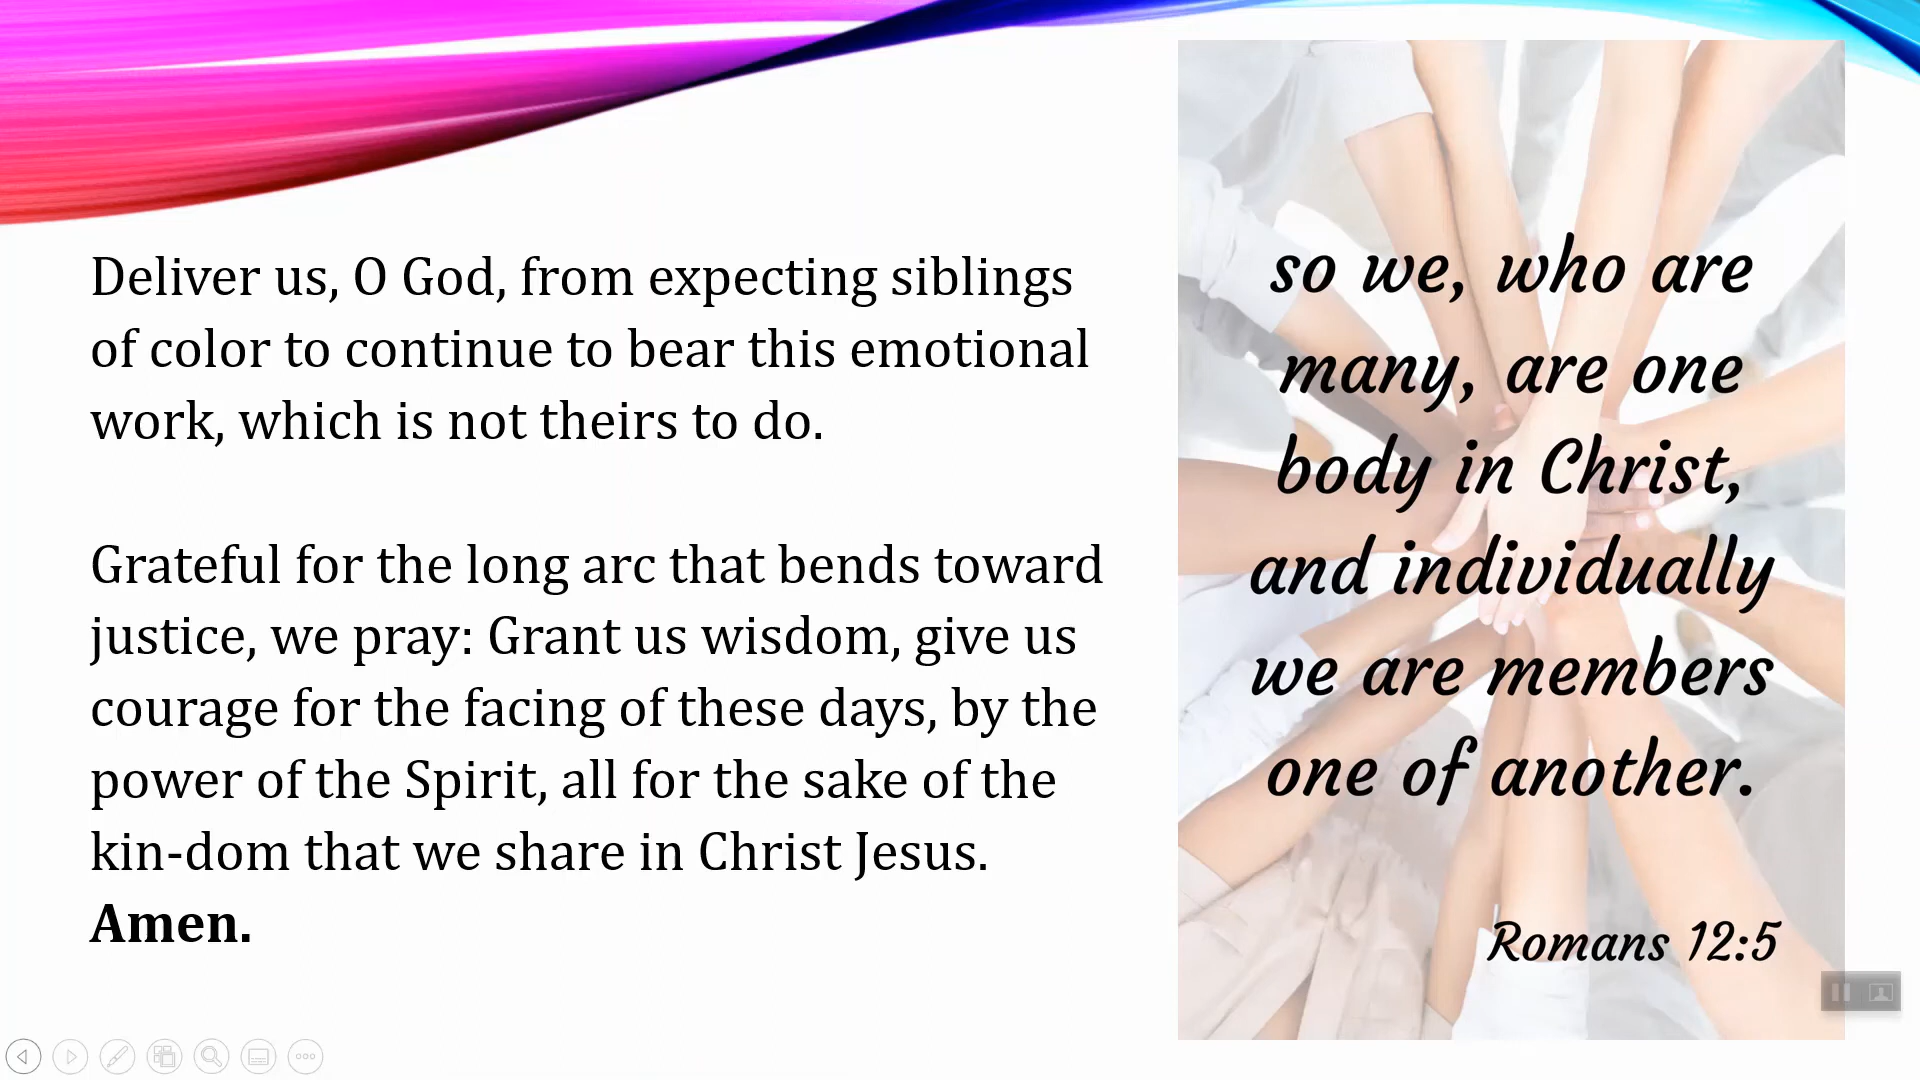 Deliver us, O God, from expecting siblings
of color to continue to bear this emotional
work, which is not theirs to do.
Grateful for the long arc that bends toward
justice, we pray: Grant us wisdom, give us
courage for the facing of these days, by the
power of the Spirit, all for the sake of the
kin-dom that we share in Christ Jesus.
Amen.
so we, who are
many, are one
body in Christ,
and individually
we are members
one of another.
Romans 12:5